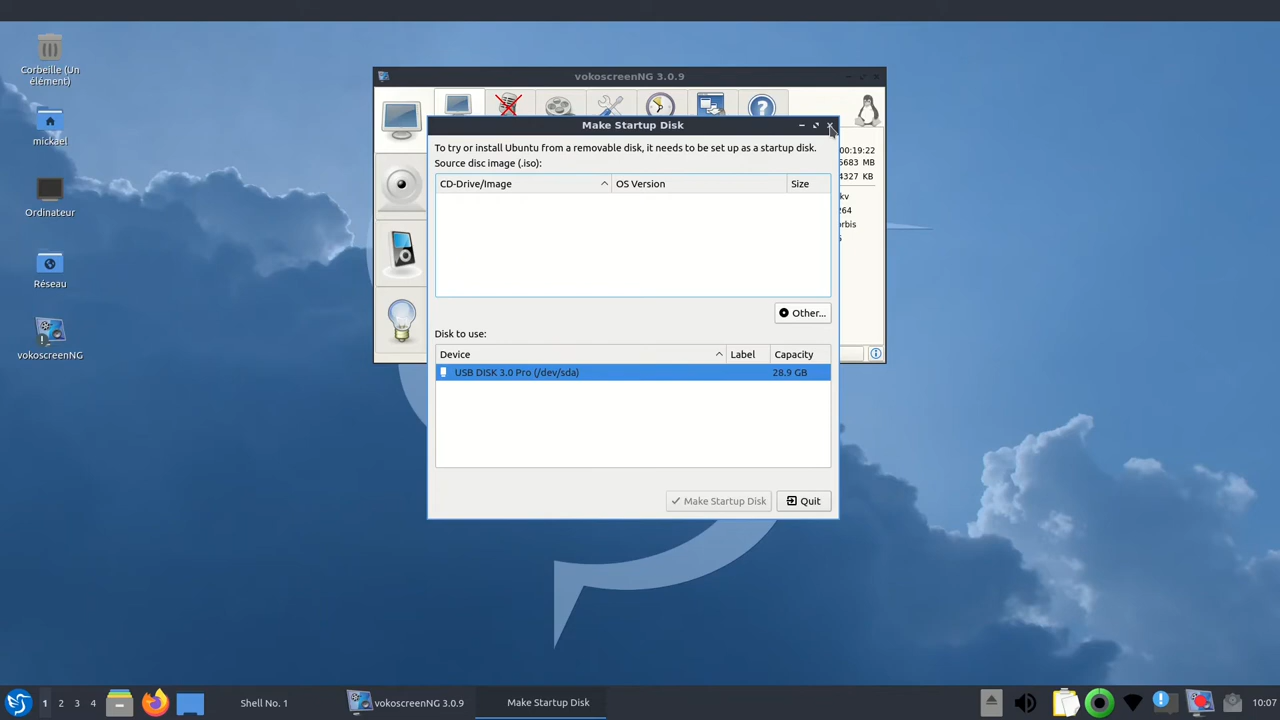 Corbeille (Un
élément)
mickael
Ordinateur
Réseau
vokoscreenNG
vokoscreenNG 3.0.9
Make Startup Disk
To try or install Ubuntu from a removable disk, it needs to be set up as a startup disk.
Source disc image (.iso):
CD-Drive/Image OS Version Size
Other...
Disk to use:
Device Label Capacity
USB DISK 3.0 Pro (/dev/sda) 28.9 GB
Make Startup Disk Quit
00:19:22
5683 MB
4327 KB
kv
264
orbis
1 2 3 4 Shell No. 1 vokoscreenNG 3.0.9 Make Startup Disk 10:07